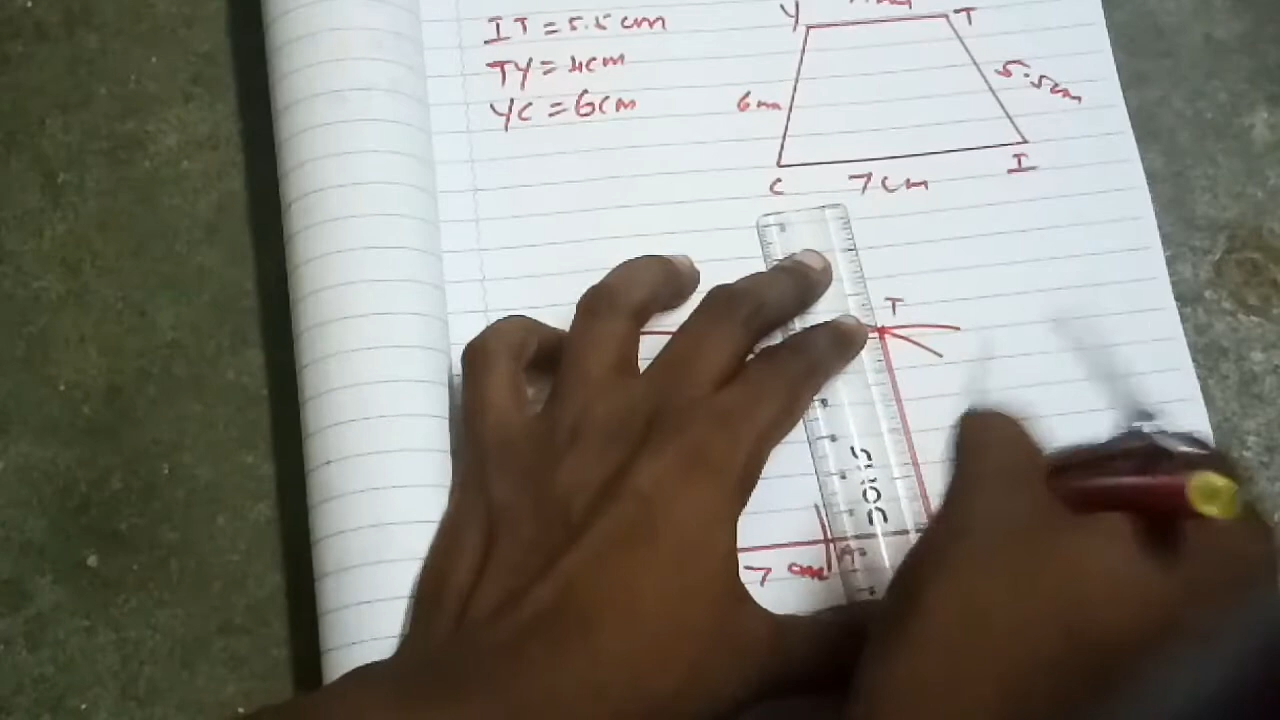 IT = 5.5 cm
TY = 4cm
YC = 6cm
Y
T
5.5cm
6cm
C
7cm
I
T
7 cm
A